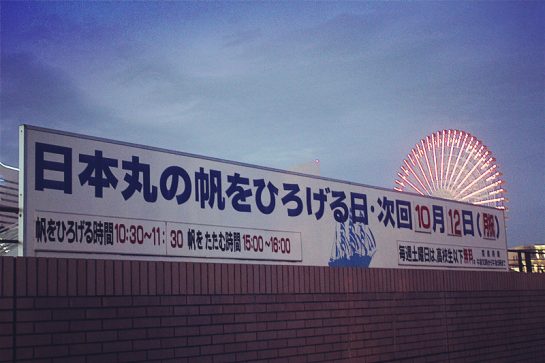 日本丸の帆をひろげる日・次回10月12日(月祝)
帆をひろげる時間10:30~11:30 帆をたたむ時間15:00~16:00
毎週土曜日は、高校生以下無料